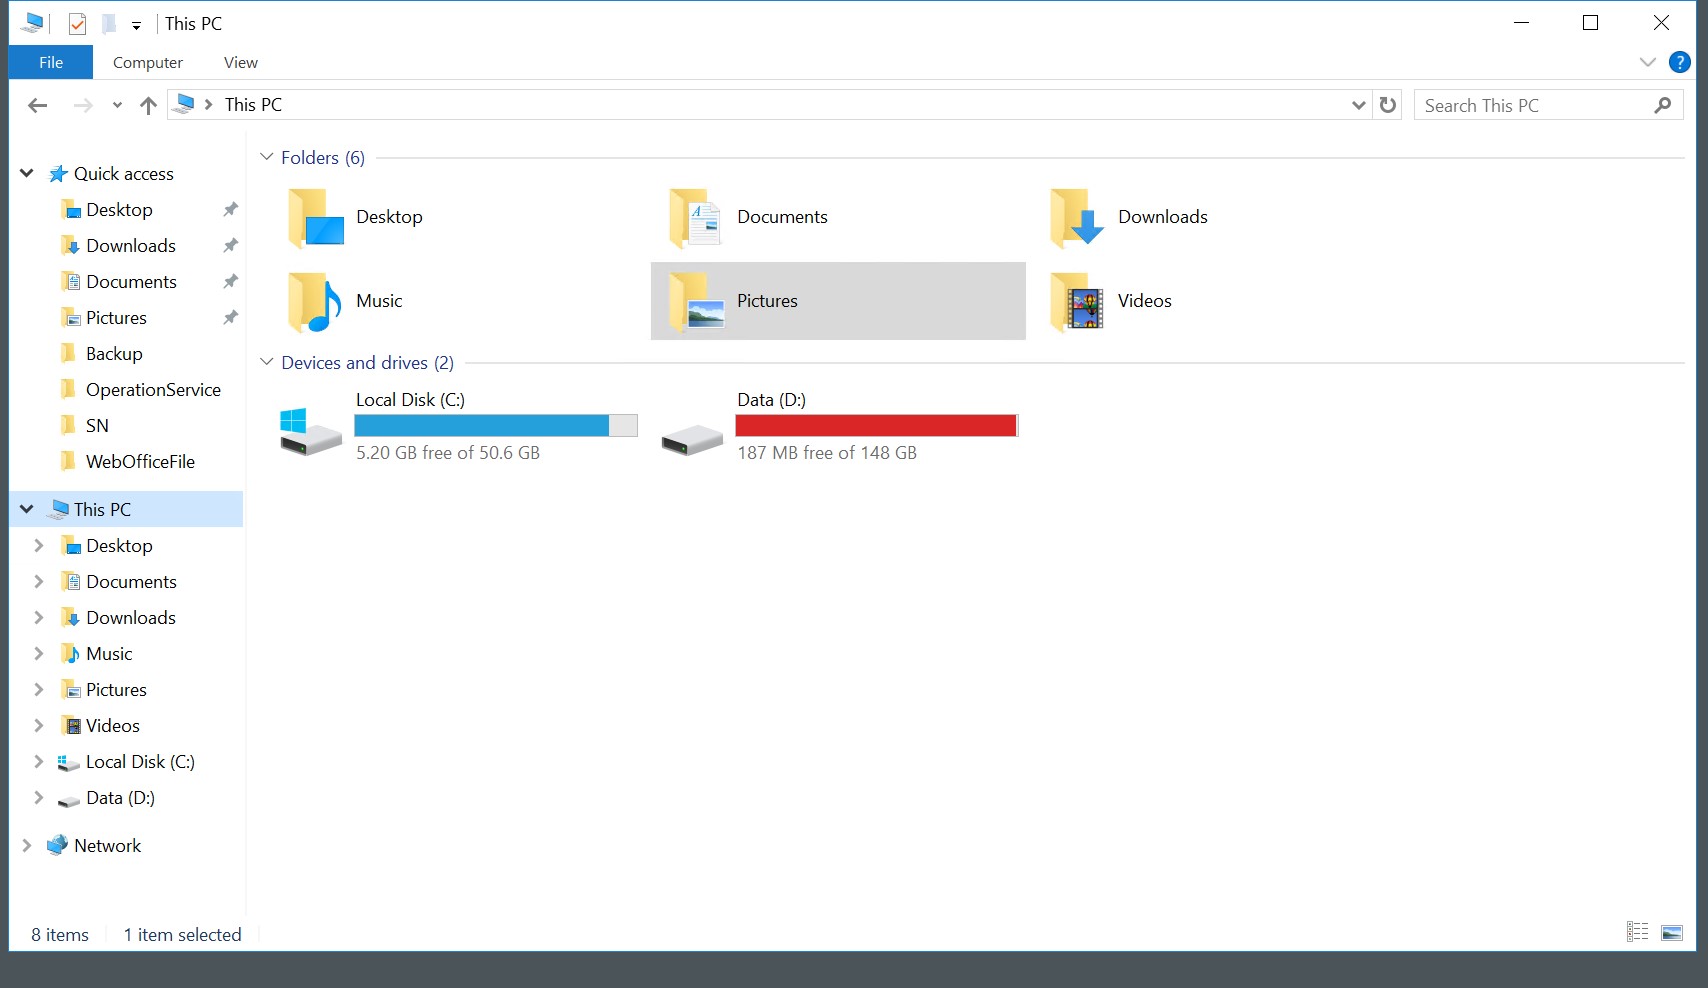 This PC
File Computer View
This PC
Search This PC
Quick access
Desktop
Downloads
Documents
Pictures
Backup
OperationService
SN
WebOfficeFile
This PC
Desktop
Documents
Downloads
Music
Pictures
Videos
Local Disk (C:)
Data (D:)
Network
Folders (6)
Desktop Documents Downloads
Music Pictures Videos
Devices and drives (2)
Local Disk (C:)
5.20 GB free of 50.6 GB
Data (D:)
187 MB free of 148 GB
8 items 1 item selected